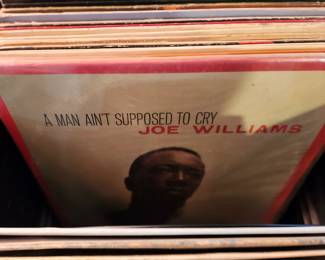 A MAN AIN'T SUPPOSED TO CRY
JOE WILLIAMS